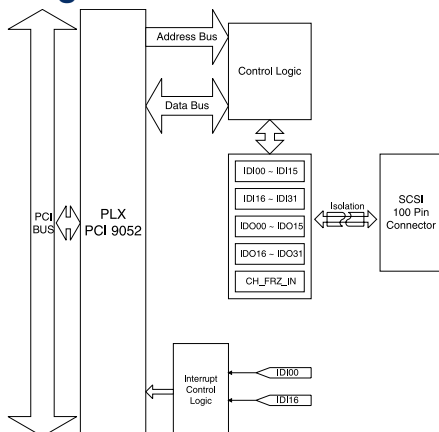 Address Bus
Control Logic
Data Bus
IDI00 ~ IDI15
IDI16 ~ IDI31
IDO00 ~ IDO15
IDO16 ~ IDO31
CH_FRZ_IN
Isolation
SCSI
100 Pin
Connector
PCI
BUS
PLX
PCI 9052
Interrupt
Control
Logic
IDI00
IDI16